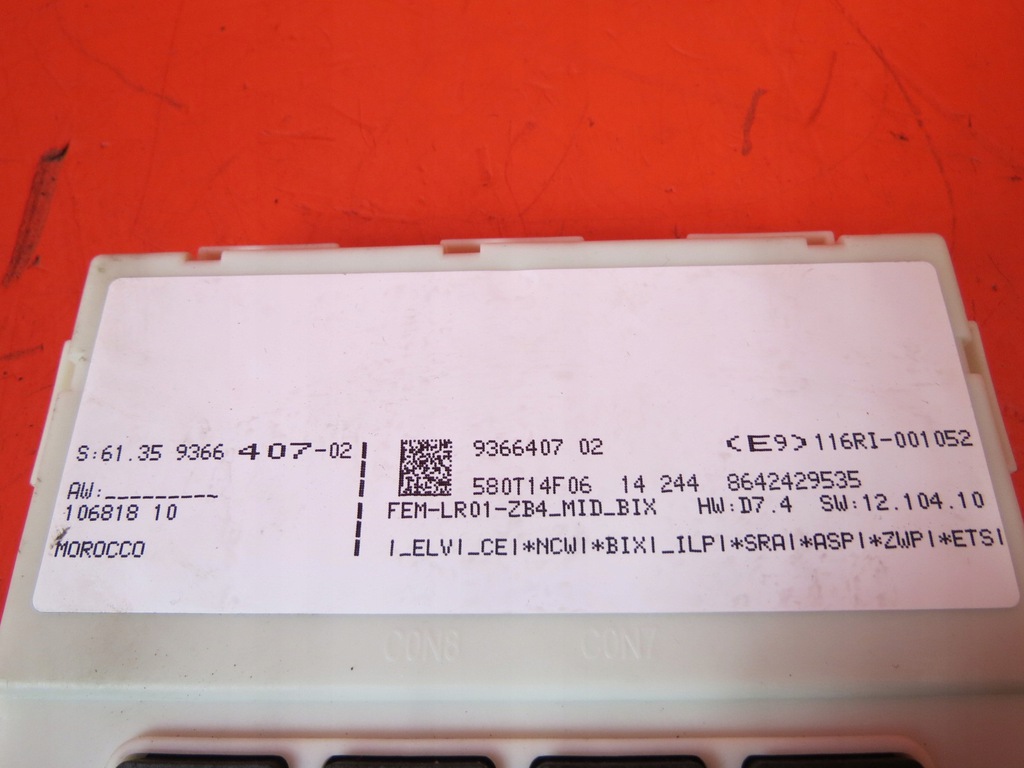 S:61.35 9366 407-02
AW:_________
106818 10
MOROCCO
9366407 02
<E9> 116RI-001052
580T14F06 14 244 8642429535
FEM-LR01-ZB4_MID_BIX HW:D7.4 SW:12.104.10
|_ELV|_CE|*NCW|*BIX|_ILP|*SRA|*ASP|*ZWP|*ETS|
CON6 CON7